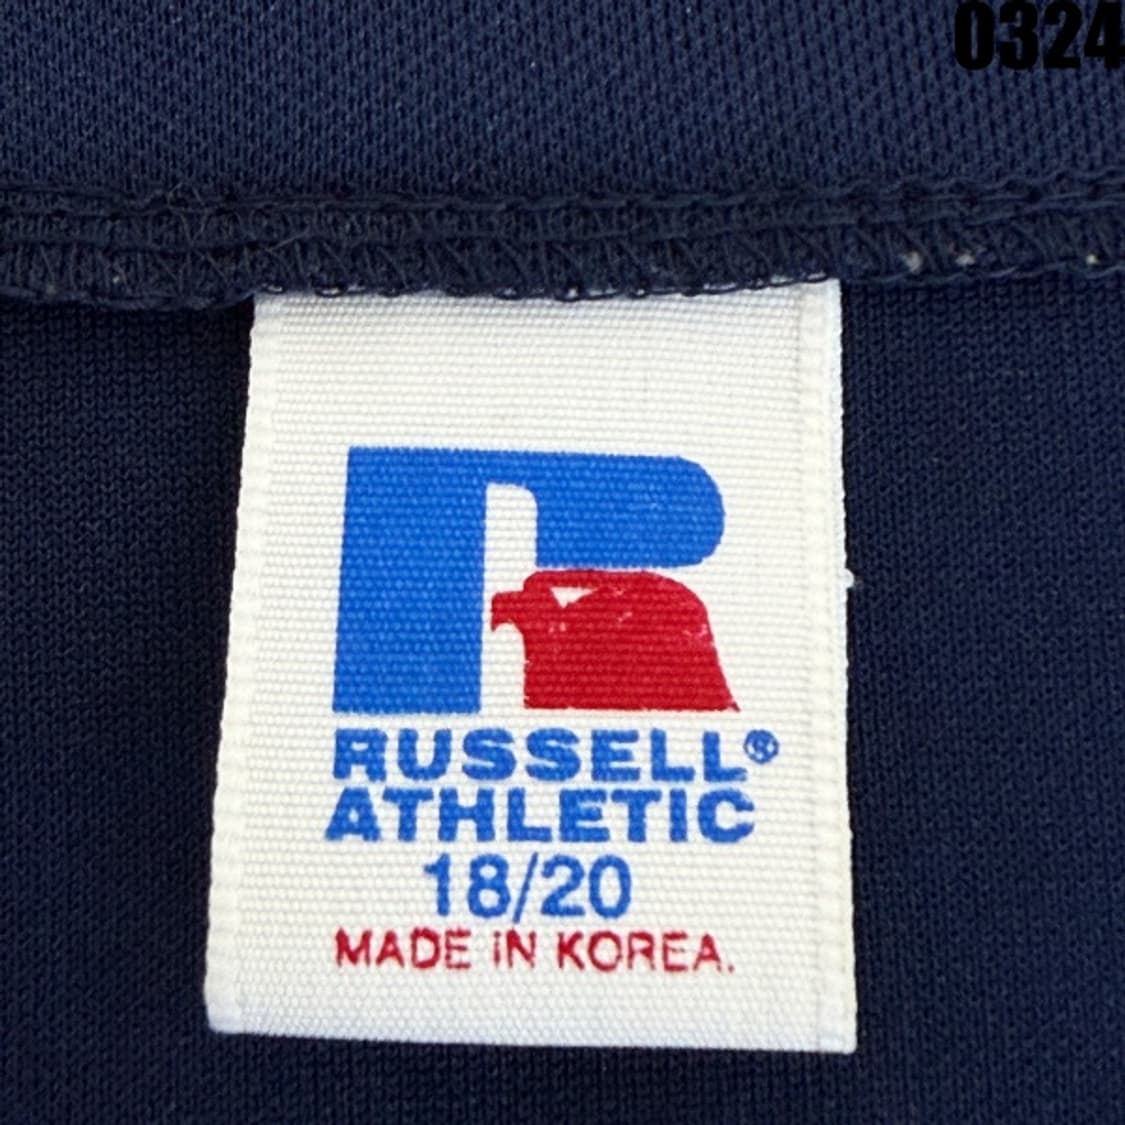 0324
RUSSELL®
ATHLETIC
18/20
MADE IN KOREA.